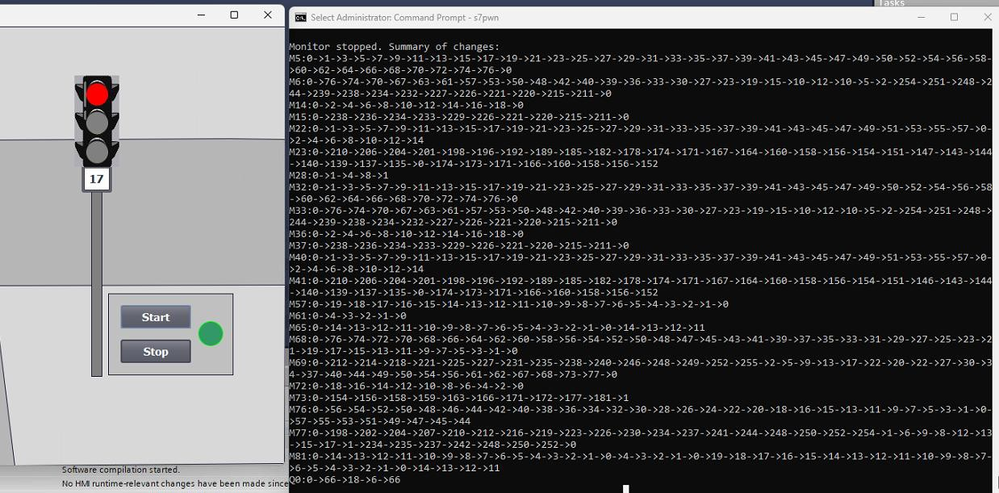 Tasks
Select Administrator: Command Prompt - s7pwn
Monitor stopped. Summary of changes:
M5:0->1->3->5->7->9->11->13->15->17->19->21->23->25->27->29->31->33->35->37->39->41->43->45->47->49->50->52->54->56->58-
>60->62->64->66->68->70->72->74->76->0
M6:0->76->74->70->67->63->61->57->53->50->48->42->40->39->36->33->30->27->23->19->15->10->12->10->5->2->254->251->248->2
44->239->238->234->232->227->226->221->220->215->211->0
M14:0->2->4->6->8->10->12->14->16->18->0
M15:0->238->236->234->233->229->226->221->220->215->211->0
M22:0->1->3->5->7->9->11->13->15->17->19->21->23->25->27->29->31->33->35->37->39->41->43->45->47->49->51->53->55->57->0-
>2->4->6->8->10->12->14
M23:0->210->206->204->201->198->196->192->189->185->182->178->174->171->167->164->160->158->156->154->151->147->143->144
->140->139->137->135->0->174->173->171->166->160->158->156->152
M28:0->1->4->8->1
M32:0->1->3->5->7->9->11->13->15->17->19->21->23->25->27->29->31->33->35->37->39->41->43->45->47->49->50->52->54->56->58
->60->62->64->66->68->70->72->74->76->0
M33:0->76->74->70->67->63->61->57->53->50->48->42->40->39->36->33->30->27->23->19->15->10->12->10->5->2->254->251->248->
244->239->238->234->232->227->226->221->220->215->211->0
M36:0->2->4->6->8->10->12->14->16->18->0
M37:0->238->236->234->233->229->226->221->220->215->211->0
M40:0->1->3->5->7->9->11->13->15->17->19->21->23->25->27->29->31->33->35->37->39->41->43->45->47->49->51->53->55->57->0-
>2->4->6->8->10->12->14
M41:0->210->206->204->201->198->196->192->189->185->182->178->174->171->167->164->160->158->156->154->151->146->143->144
->140->139->137->135->0->174->173->171->166->160->158->156->152
M57:0->19->18->17->16->15->14->13->12->11->10->9->8->7->6->5->4->3->2->1->0
M61:0->4->3->2->1->0
M65:0->14->13->12->11->10->9->8->7->6->5->4->3->2->1->0->14->13->12->11
M68:0->76->74->72->70->68->66->64->62->60->58->56->54->52->50->48->47->45->43->41->39->37->35->33->31->29->27->25->23->2
1->19->17->15->13->11->9->7->5->3->1->0
M69:0->212->214->218->221->225->227->231->235->238->240->246->248->249->252->255->2->5->9->13->17->22->20->22->27->30->3
4->37->40->44->49->50->54->56->61->62->67->68->73->77->0
M72:0->18->16->14->12->10->8->6->4->2->0
M73:0->154->156->158->159->163->166->171->172->177->181->1
M76:0->56->54->52->50->48->46->44->42->40->38->36->34->32->30->28->26->24->22->20->18->16->15->13->11->9->7->5->3->1->0-
>57->55->53->51->49->47->45->44
M77:0->198->202->204->207->210->212->216->219->223->226->230->234->237->241->244->248->250->252->254->1->6->9->8->12->13
->15->17->1->234->235->237->242->248->250->252->0
M81:0->14->13->12->11->10->9->8->7->6->5->4->3->2->1->0->4->3->2->1->0->19->18->17->16->15->14->13->12->11->10->9->8->7-
>6->5->4->3->2->1->0->14->13->12->11
Q0:0->66->18->6->66
17
Start
Stop
Software compilation started.
No HMI runtime-relevant changes have been made since